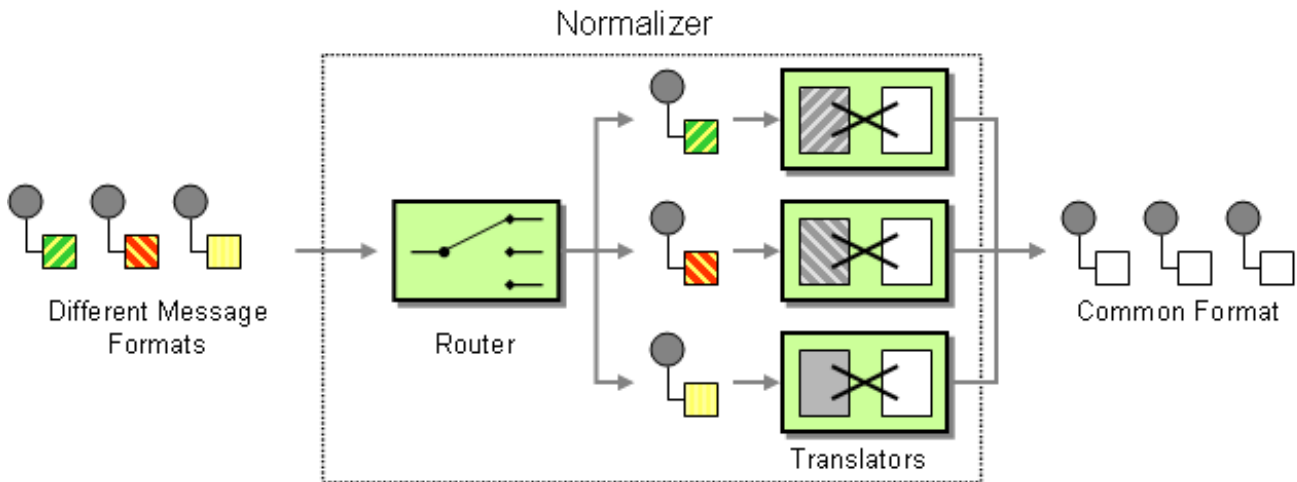 Normalizer
Different Message
Formats
Router
Translators
Common Format